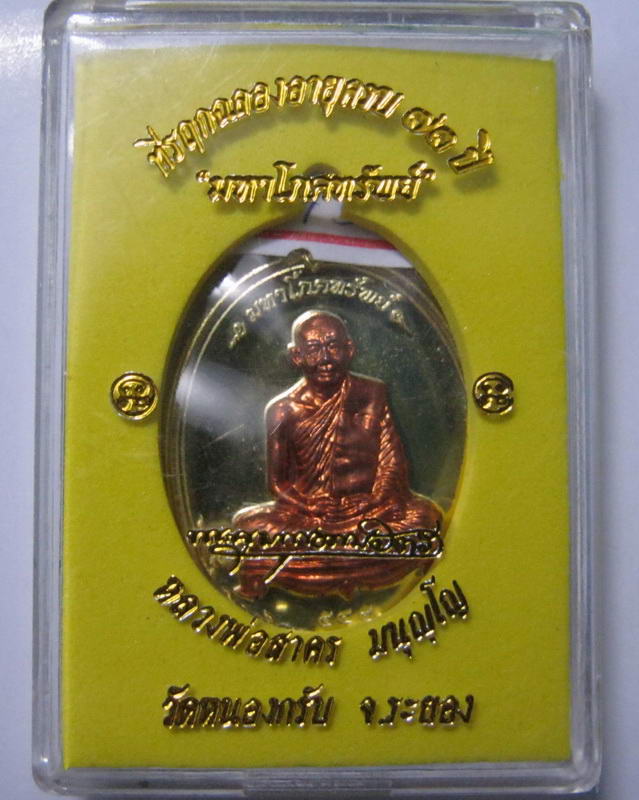 ที่ระฤกฉลองอายุครบ ๗๓ ปี
"มหาโภคทรัพย์"
มหาโภคทรัพย์
หลวงพ่อสาคร มนุญฺโญ
วัดหนองกรับ จ.ระยอง